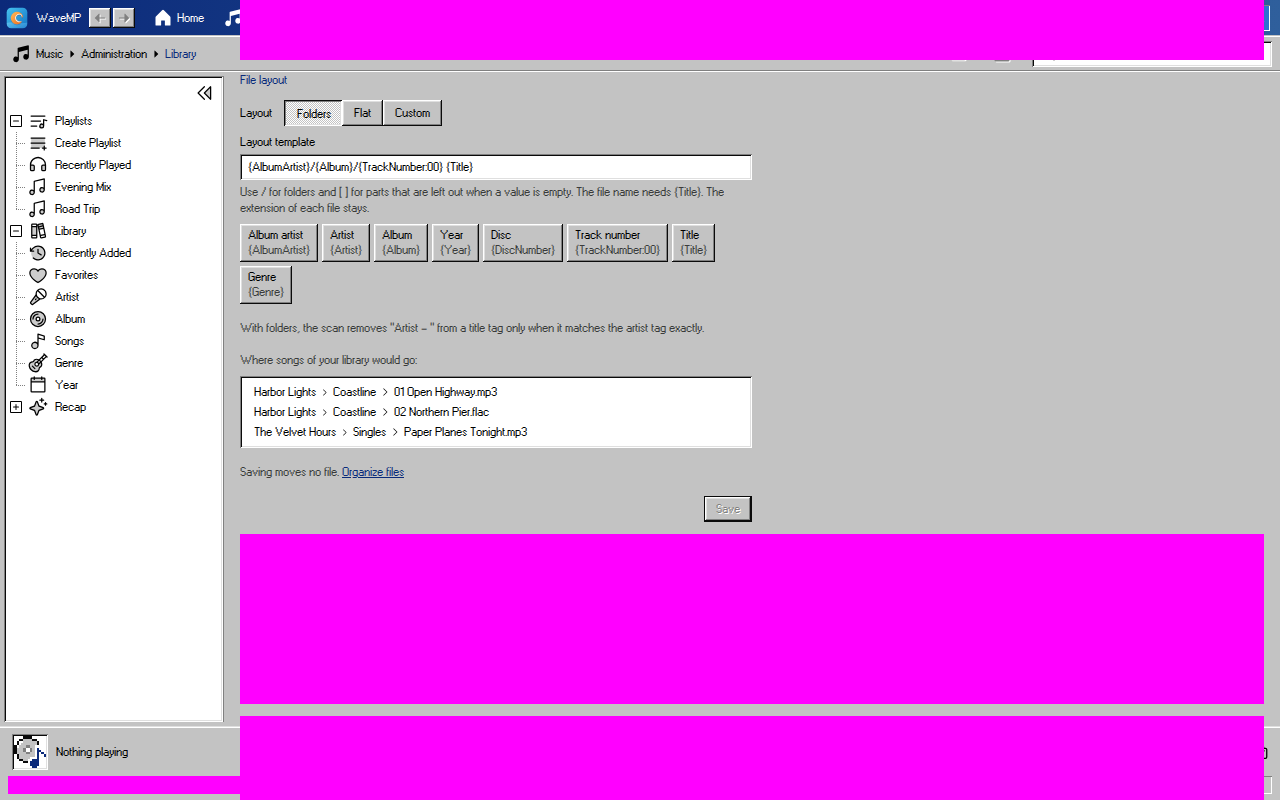 WaveMP
Home
Music Administration Library
Playlists
Create Playlist
Recently Played
Evening Mix
Road Trip
Library
Recently Added
Favorites
Artist
Album
Songs
Genre
Year
Recap
File layout
Layout Folders Flat Custom
Layout template
{AlbumArtist}/{Album}/{TrackNumber:00} {Title}
Use / for folders and [ ] for parts that are left out when a value is empty. The file name needs {Title}. The
extension of each file stays.
Album artist Artist Album Year Disc Track number Title
{AlbumArtist} {Artist} {Album} {Year} {DiscNumber} {TrackNumber:00} {Title}
Genre
{Genre}
With folders, the scan removes "Artist – " from a title tag only when it matches the artist tag exactly.
Where songs of your library would go:
Harbor Lights > Coastline > 01 Open Highway.mp3
Harbor Lights > Coastline > 02 Northern Pier.flac
The Velvet Hours > Singles > Paper Planes Tonight.mp3
Saving moves no file. Organize files
Save
Nothing playing